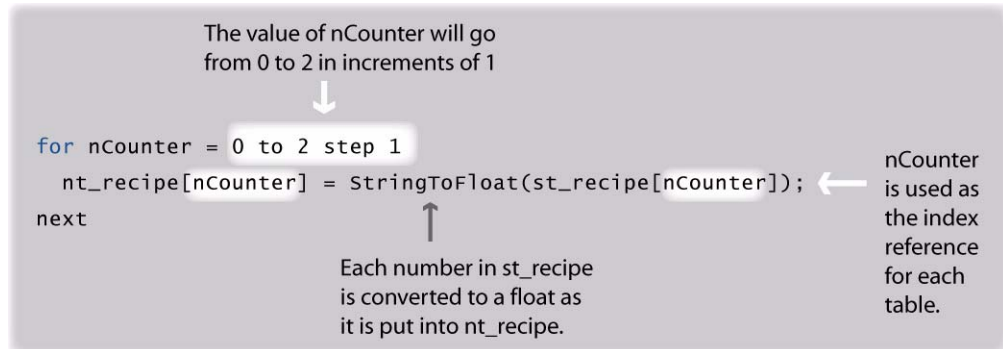 The value of nCounter will go
from 0 to 2 in increments of 1
for nCounter = 0 to 2 step 1
nt_recipe[nCounter] = StringToFloat(st_recipe[nCounter]);
next
nCounter
is used as
the index
reference
for each
table.
Each number in st_recipe
is converted to a float as
it is put into nt_recipe.